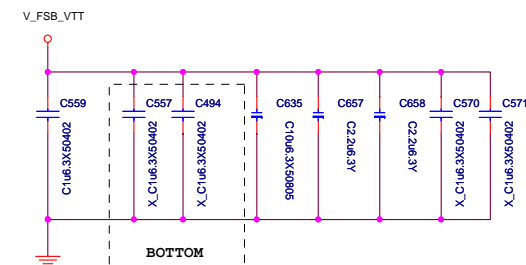 V_FSB_VTT
C559
C557
C494
C635
C657
C658
C570
C571
C1u6.3X50402
X_C1u6.3X50402
X_C1u6.3X50402
C10u6.3X50805
C2.2u6.3Y
C2.2u6.3Y
X_C1u6.3X50402
X_C1u6.3X50402
BOTTOM